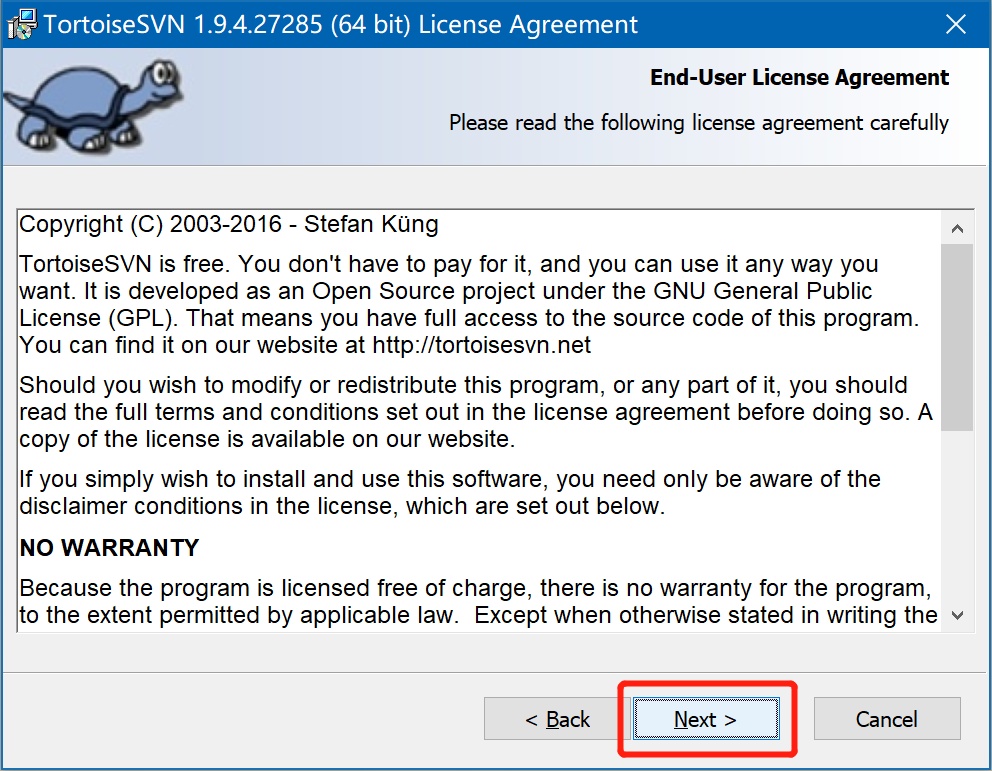 TortoiseSVN 1.9.4.27285 (64 bit) License Agreement
End-User License Agreement
Please read the following license agreement carefully
Copyright (C) 2003-2016 - Stefan Küng
TortoiseSVN is free. You don't have to pay for it, and you can use it any way you
want. It is developed as an Open Source project under the GNU General Public
License (GPL). That means you have full access to the source code of this program.
You can find it on our website at http://tortoisesvn.net
Should you wish to modify or redistribute this program, or any part of it, you should
read the full terms and conditions set out in the license agreement before doing so. A
copy of the license is available on our website.
If you simply wish to install and use this software, you need only be aware of the
disclaimer conditions in the license, which are set out below.
NO WARRANTY
Because the program is licensed free of charge, there is no warranty for the program,
to the extent permitted by applicable law.  Except when otherwise stated in writing the
< Back
Next >
Cancel